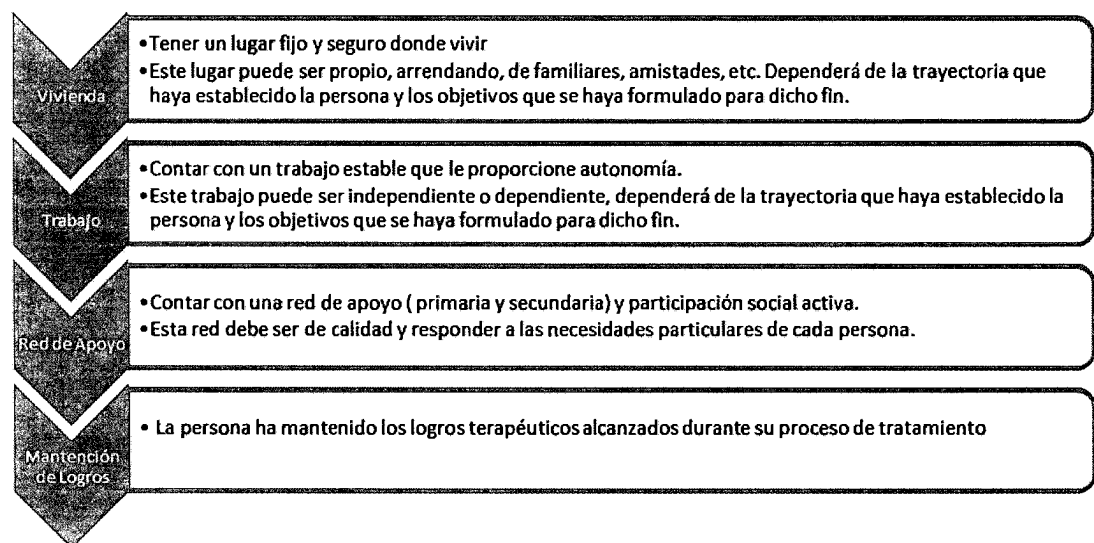 Vivienda
•Tener un lugar fijo y seguro donde vivir
•Este lugar puede ser propio, arrendando, de familiares, amistades, etc. Dependerá de la trayectoria que
haya establecido la persona y los objetivos que se haya formulado para dicho fin.
Trabajo
•Contar con un trabajo estable que le proporcione autonomía.
•Este trabajo puede ser independiente o dependiente, dependerá de la trayectoria que haya establecido la
persona y los objetivos que se haya formulado para dicho fin.
Red de Apoyo
•Contar con una red de apoyo ( primaria y secundaria) y participación social activa.
•Esta red debe ser de calidad y responder a las necesidades particulares de cada persona.
Mantención
de Logros
• La persona ha mantenido los logros terapéuticos alcanzados durante su proceso de tratamiento